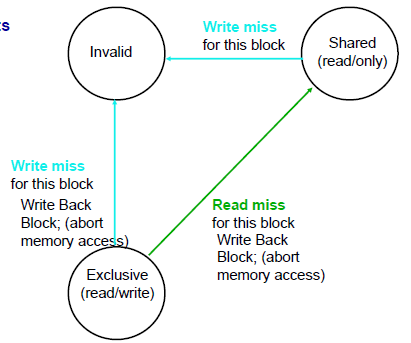 ts
Invalid
Write miss
for this block
Shared
(read/only)
Write miss
for this block
Write Back
Block; (abort
memory access)
Read miss
for this block
Write Back
Block; (abort
memory access)
Exclusive
(read/write)